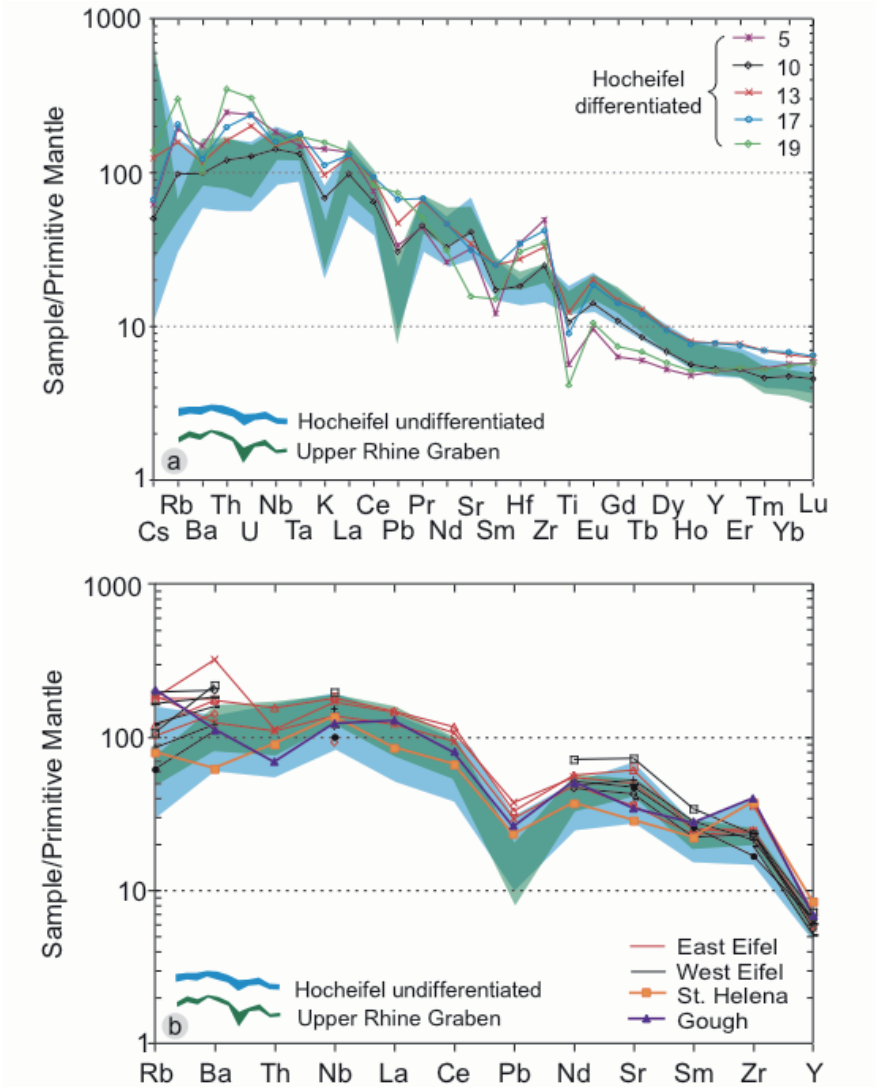 1000
100
10
1
Sample/Primitive Mantle
Hocheifel
differentiated
5
10
13
17
19
Hocheifel undifferentiated
Upper Rhine Graben
a
Rb Th Nb K Ce Pr Sr Hf Ti Gd Dy Y Tm Lu
Cs Ba U Ta La Pb Nd Sm Zr Eu Tb Ho Er Yb
1000
100
10
1
Sample/Primitive Mantle
East Eifel
West Eifel
St. Helena
Gough
Hocheifel undifferentiated
Upper Rhine Graben
b
Rb Ba Th Nb La Ce Pb Nd Sr Sm Zr Y